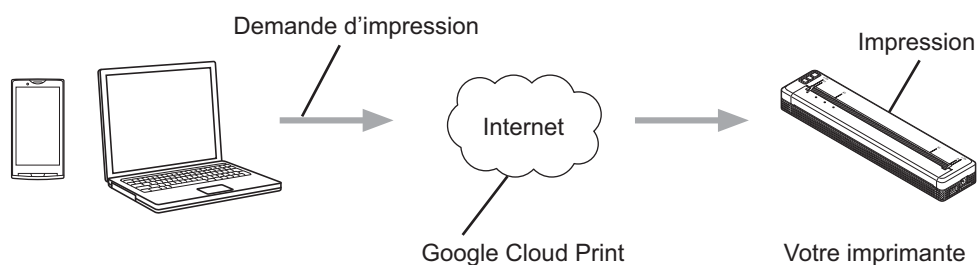 Demande d’impression
Impression
Internet
Google Cloud Print
Votre imprimante